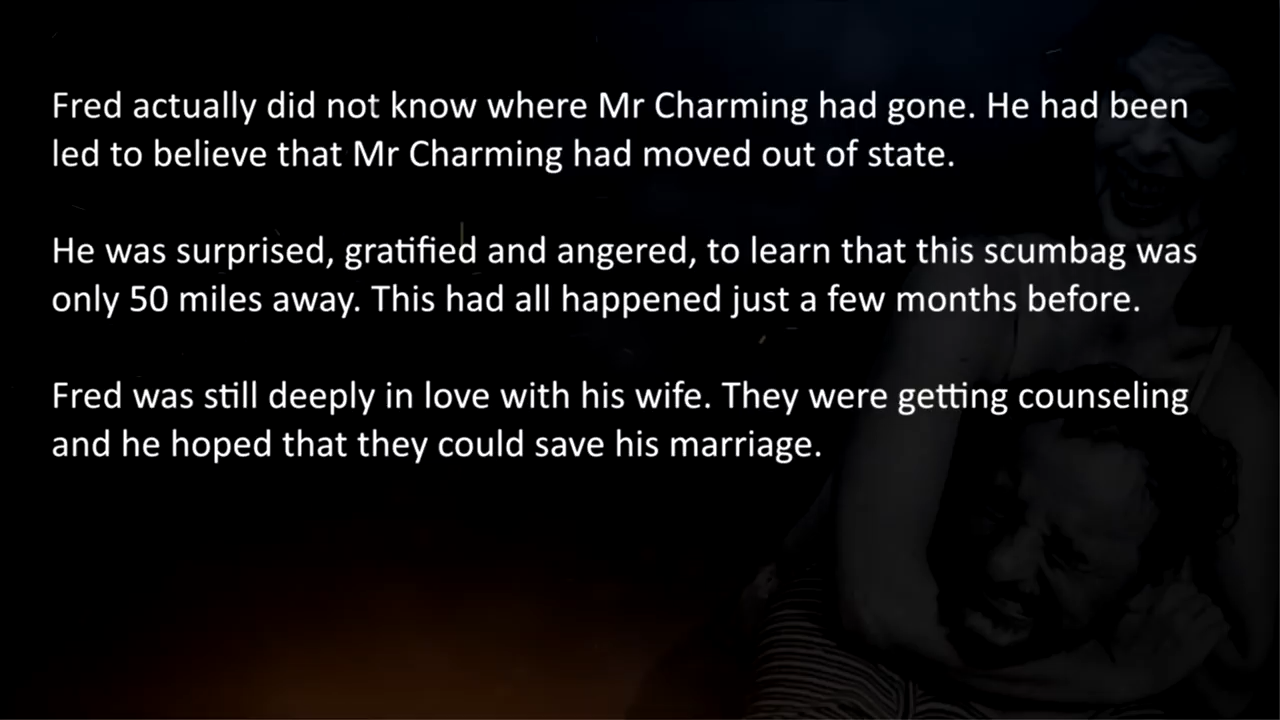 Fred actually did not know where Mr Charming had gone. He had been
led to believe that Mr Charming had moved out of state.
He was surprised, gratified and angered, to learn that this scumbag was
only 50 miles away. This had all happened just a few months before.
Fred was still deeply in love with his wife. They were getting counseling
and he hoped that they could save his marriage.